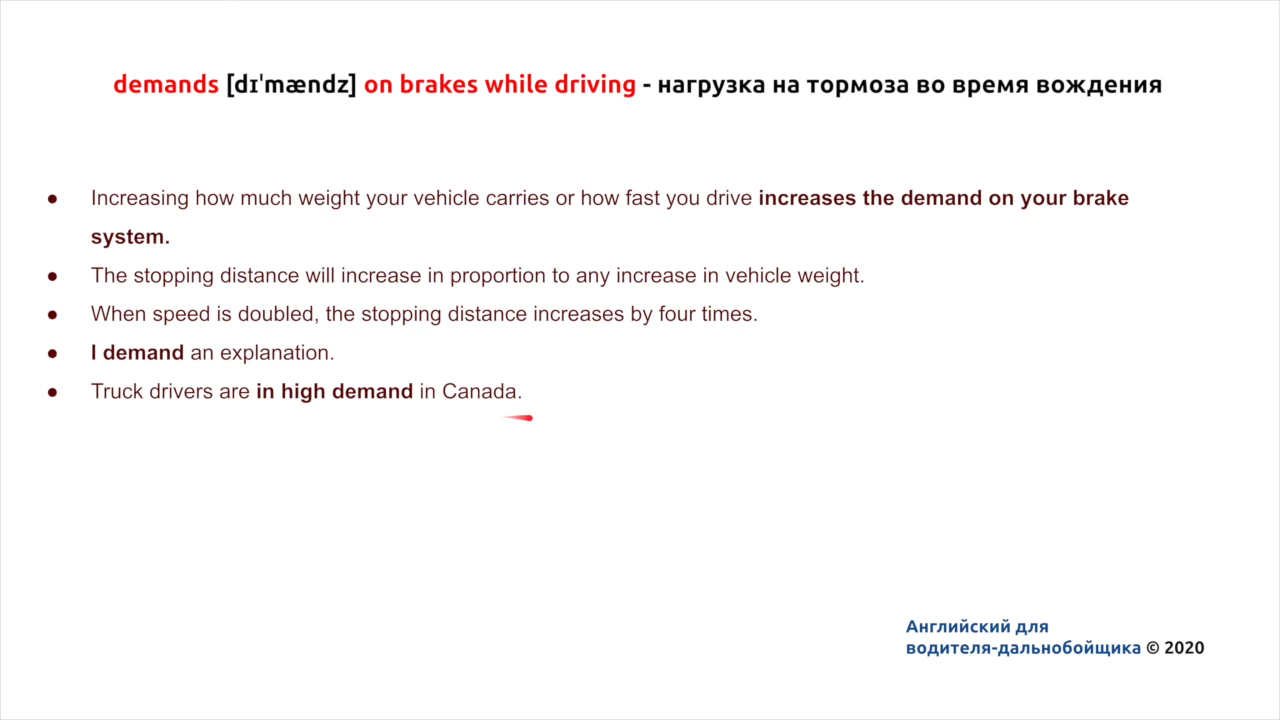 demands [dɪˈmændz] on brakes while driving - нагрузка на тормоза во время вождения
● Increasing how much weight your vehicle carries or how fast you drive increases the demand on your brake
system.
● The stopping distance will increase in proportion to any increase in vehicle weight.
● When speed is doubled, the stopping distance increases by four times.
● I demand an explanation.
● Truck drivers are in high demand in Canada.
Английский для
водителя-дальнобойщика © 2020